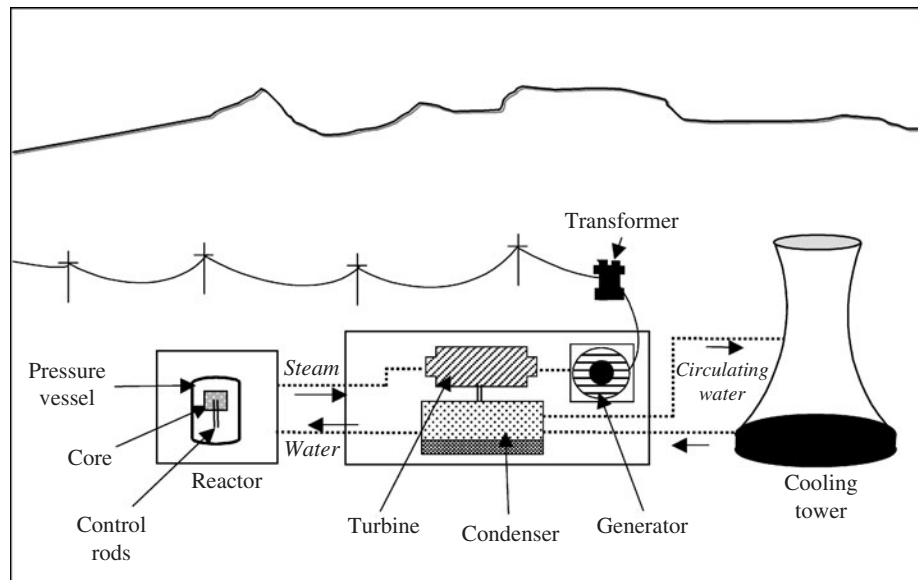 Transformer
Pressure
vessel
Steam
Circulating
water
Core
Water
Reactor
Control
rods
Turbine
Condenser
Generator
Cooling
tower